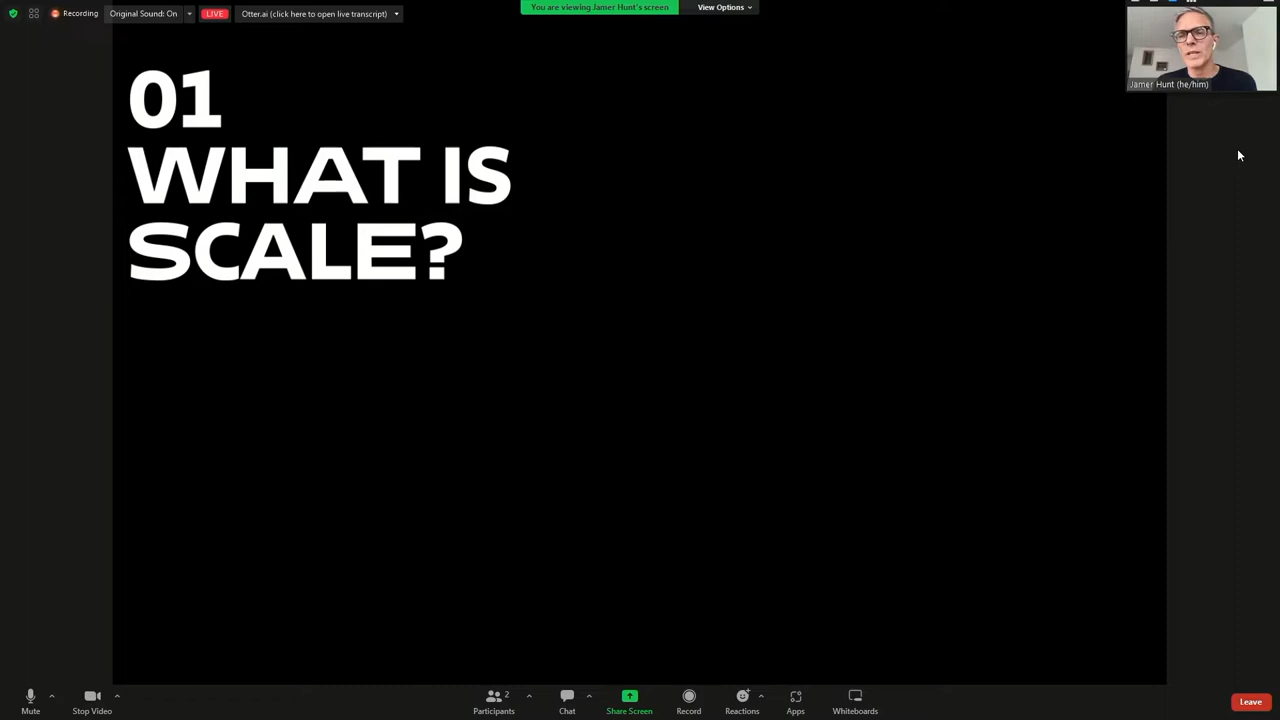 Recording
Original Sound: On
LIVE
Otter.ai (click here to open live transcript)
You are viewing Jamer Hunt's screen
View Options
Jamer Hunt (he/him)
01
WHAT IS
SCALE?
Mute
Stop Video
Participants
2
Chat
Share Screen
Record
Reactions
Apps
Whiteboards
Leave